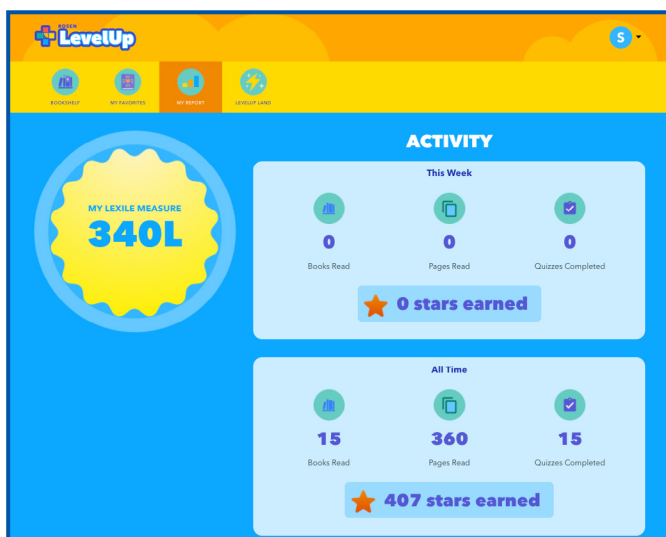 ROSEN
LevelUp
S
BOOKSHELF
MY FAVORITES
MY REPORT
LEVELUP LAND
ACTIVITY
MY LEXILE MEASURE
340L
This Week
0 0 0
Books Read Pages Read Quizzes Completed
0 stars earned
All Time
15 360 15
Books Read Pages Read Quizzes Completed
407 stars earned